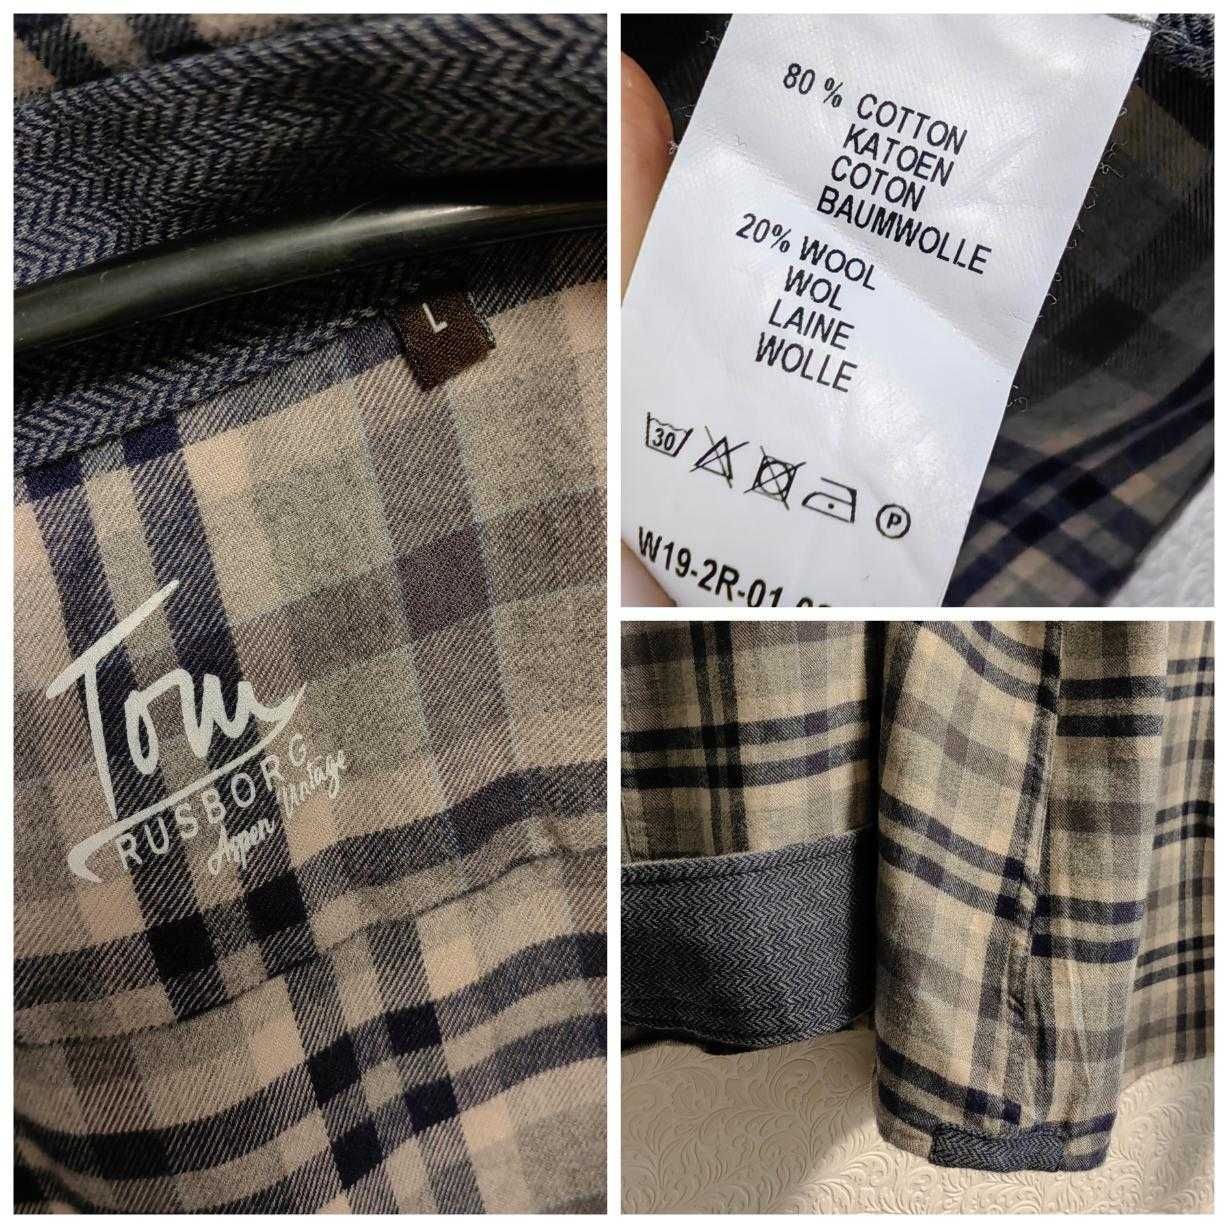 L
Tom
RUSBORG
Aspen Vintage
80 % COTTON
KATOEN
COTON
BAUMWOLLE
20% WOOL
WOL
LAINE
WOLLE
30
P
W19-2R-01